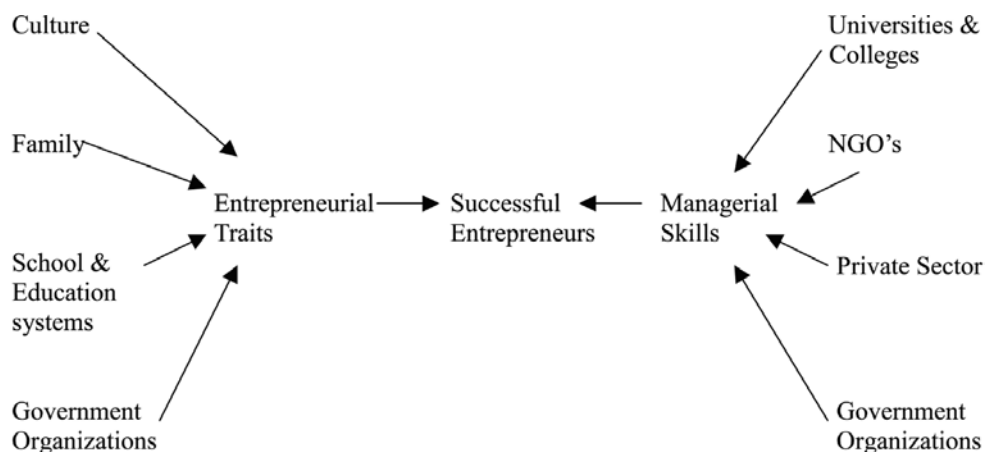 Culture
Universities &
Colleges
Family
NGO's
Entrepreneurial
Traits
Successful
Entrepreneurs
Managerial
Skills
School &
Education
systems
Private Sector
Government
Organizations
Government
Organizations